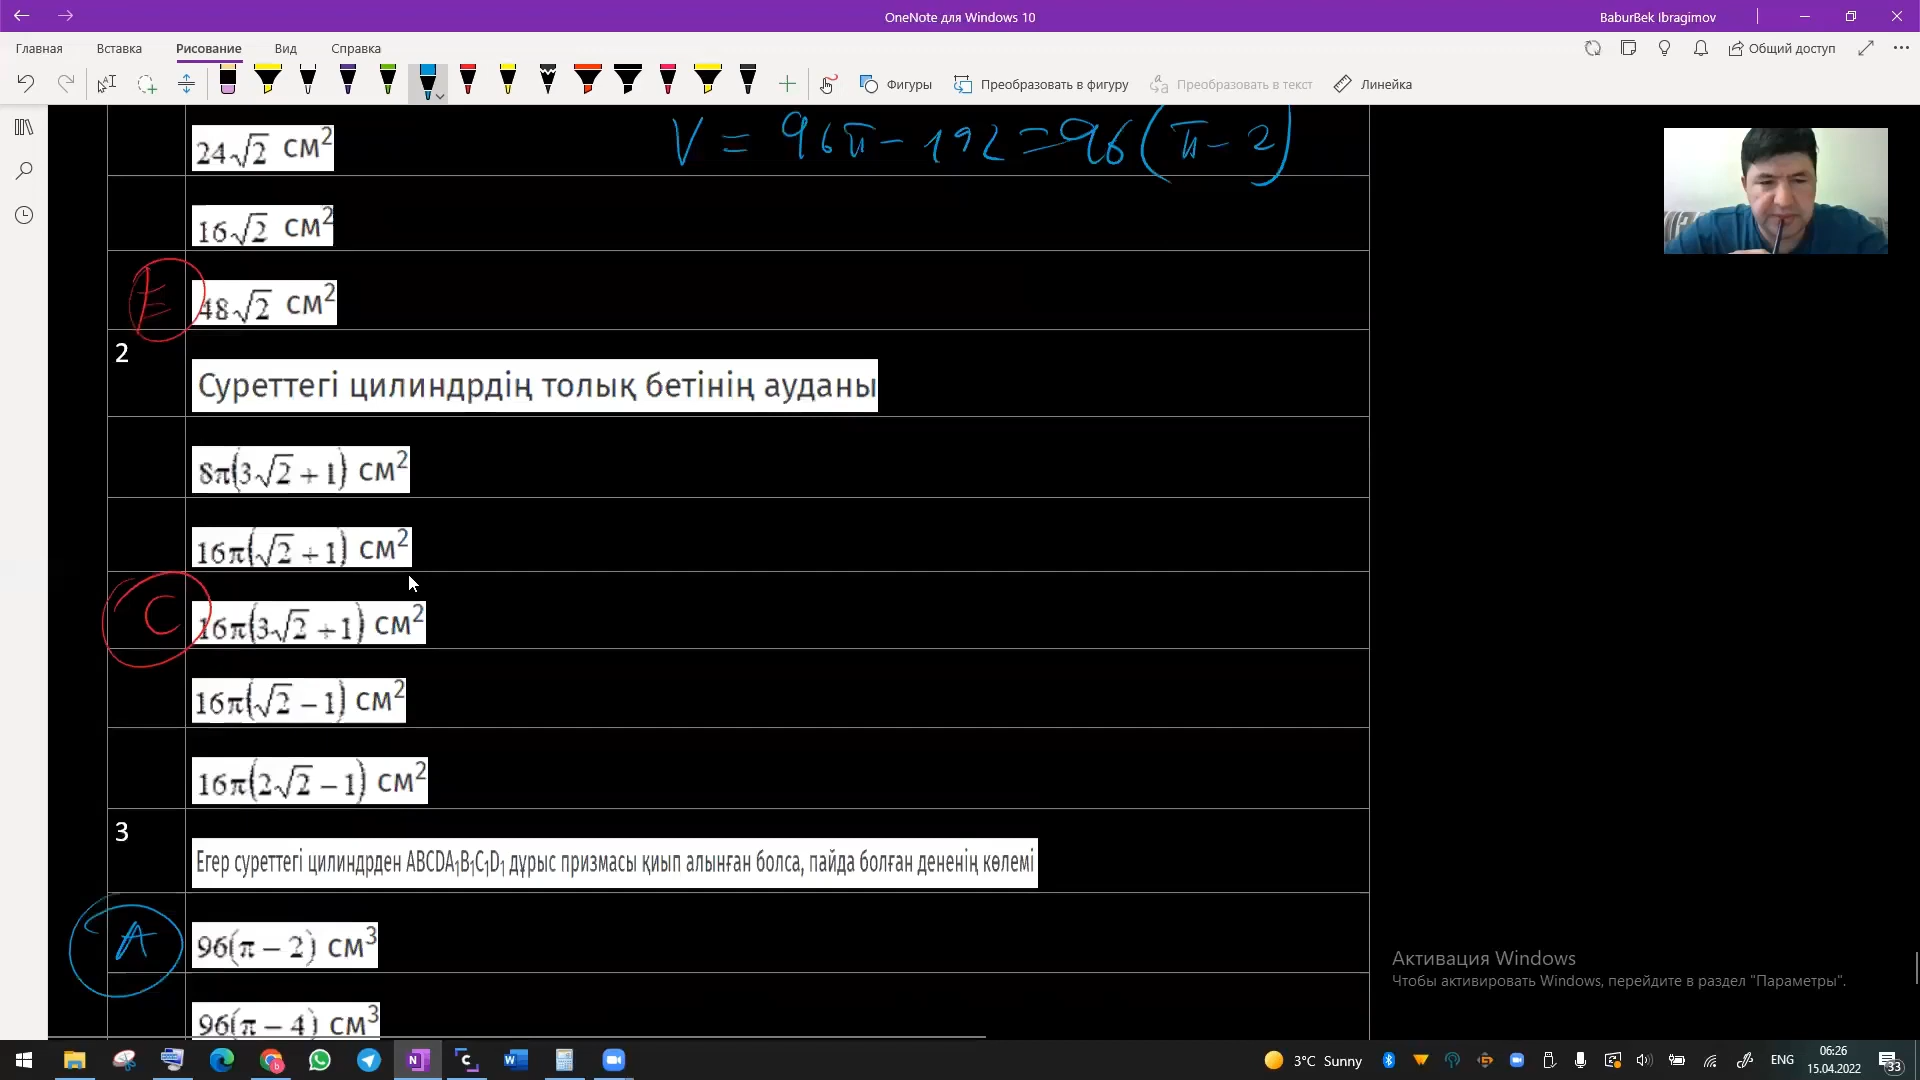 OneNote для Windows 10
BaburBek Ibragimov
Главная Вставка Рисование Вид Справка
Общий доступ
Фигуры Преобразовать в фигуру Преобразовать в текст Линейка
V = 96π - 192 = 96(π - 2)
24√2 см²
16√2 см²
E 48√2 см²
2
Суреттегі цилиндрдің толық бетінің ауданы
8π(3√2 + 1) см²
16π(√2 + 1) см²
C 16π(3√2 + 1) см²
16π(√2 − 1) см²
16π(2√2 − 1) см²
3
Егер суреттегі цилиндрден ABCDA₁B₁C₁D₁ дұрыс призмасы қиып алынған болса, пайда болған дененің көлемі
A 96(π − 2) см³
96(π − 4) см³
Активация Windows
Чтобы активировать Windows, перейдите в раздел "Параметры".
3°C Sunny
ENG
06:26
15.04.2022
33